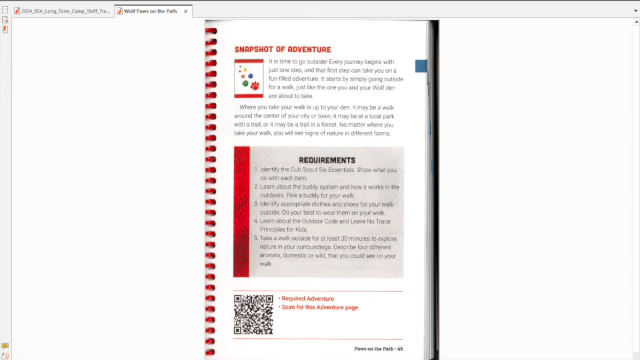 2024_BSA_Long_Term_Camp_Staff_Tra...
Wolf Paws on the Path
SNAPSHOT OF ADVENTURE
It is time to go outside! Every journey begins with
just one step, and that first step can take you on a
fun-filled adventure. It starts by simply going outside
for a walk, just like the one you and your Wolf den
are about to take.
Where you take your walk is up to your den. It may be a walk
around the center of your city or town, it may be at a local park
with a trail, or it may be a trail in a forest. No matter where you
take your walk, you will see signs of nature in different forms.
REQUIREMENTS
1. Identify the Cub Scout Six Essentials. Show what you
do with each item.
2. Learn about the buddy system and how it works in the
outdoors. Pick a buddy for your walk.
3. Identify appropriate clothes and shoes for your walk
outside. Do your best to wear them on your walk.
4. Learn about the Outdoor Code and Leave No Trace
Principles for Kids.
5. Take a walk outside for at least 30 minutes to explore
nature in your surroundings. Describe four different
animals, domestic or wild, that you could see on your
walk.
• Required Adventure
• Scan for this Adventure page
Paws on the Path • 45